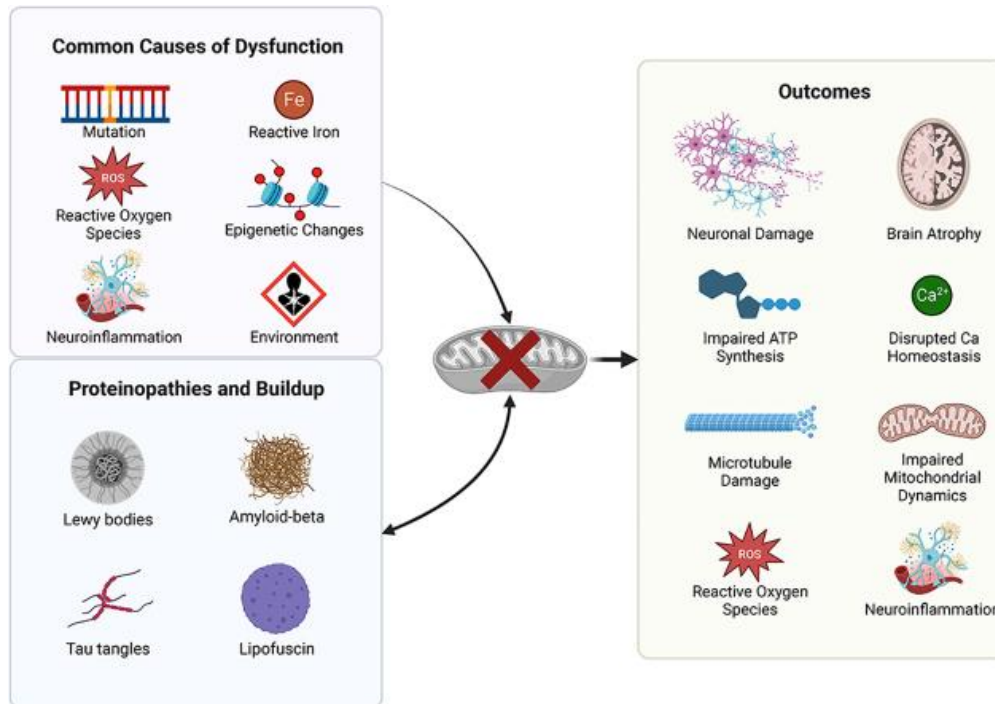 Common Causes of Dysfunction
Fe
Mutation
Reactive Iron
ROS
Reactive Oxygen
Species
Epigenetic Changes
Neuroinflammation
Environment
Proteinopathies and Buildup
Lewy bodies
Amyloid-beta
Tau tangles
Lipofuscin
Outcomes
Neuronal Damage
Brain Atrophy
Ca²⁺
Impaired ATP
Synthesis
Disrupted Ca
Homeostasis
Microtubule
Damage
Impaired
Mitochondrial
Dynamics
ROS
Reactive Oxygen
Species
Neuroinflammation